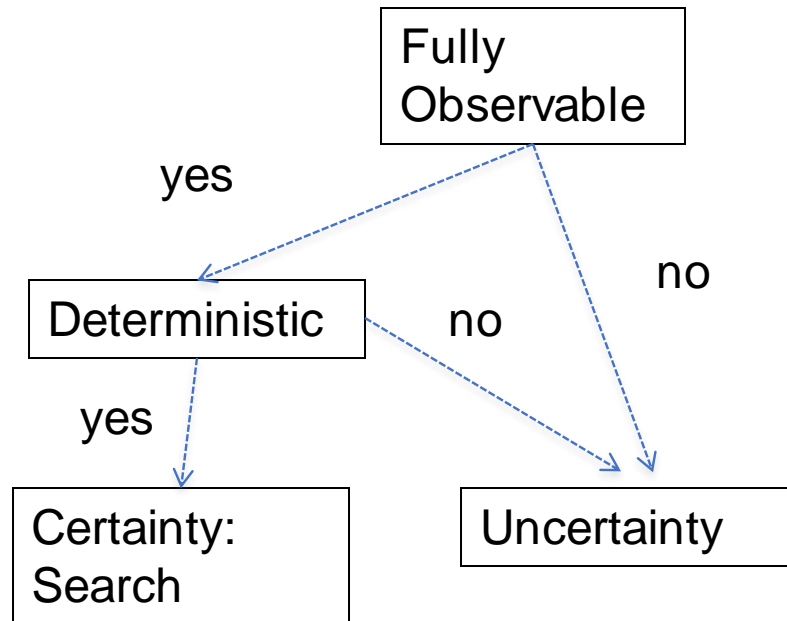 Fully
Observable
yes
no
Deterministic
no
yes
Certainty:
Search
Uncertainty